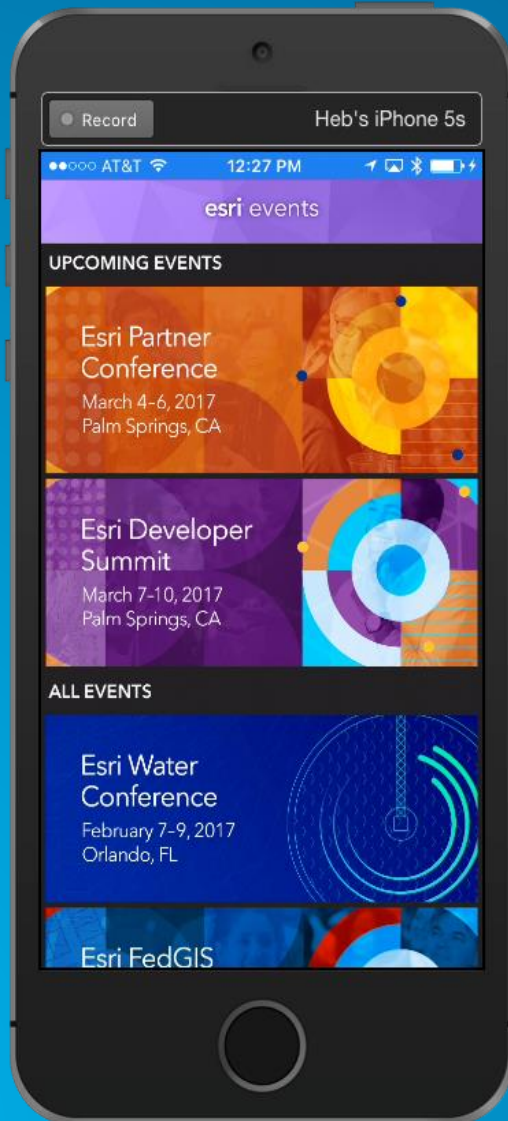 Record
Heb's iPhone 5s
AT&T
12:27 PM
esri events
UPCOMING EVENTS
Esri Partner
Conference
March 4-6, 2017
Palm Springs, CA
Esri Developer
Summit
March 7-10, 2017
Palm Springs, CA
ALL EVENTS
Esri Water
Conference
February 7-9, 2017
Orlando, FL
Esri FedGIS